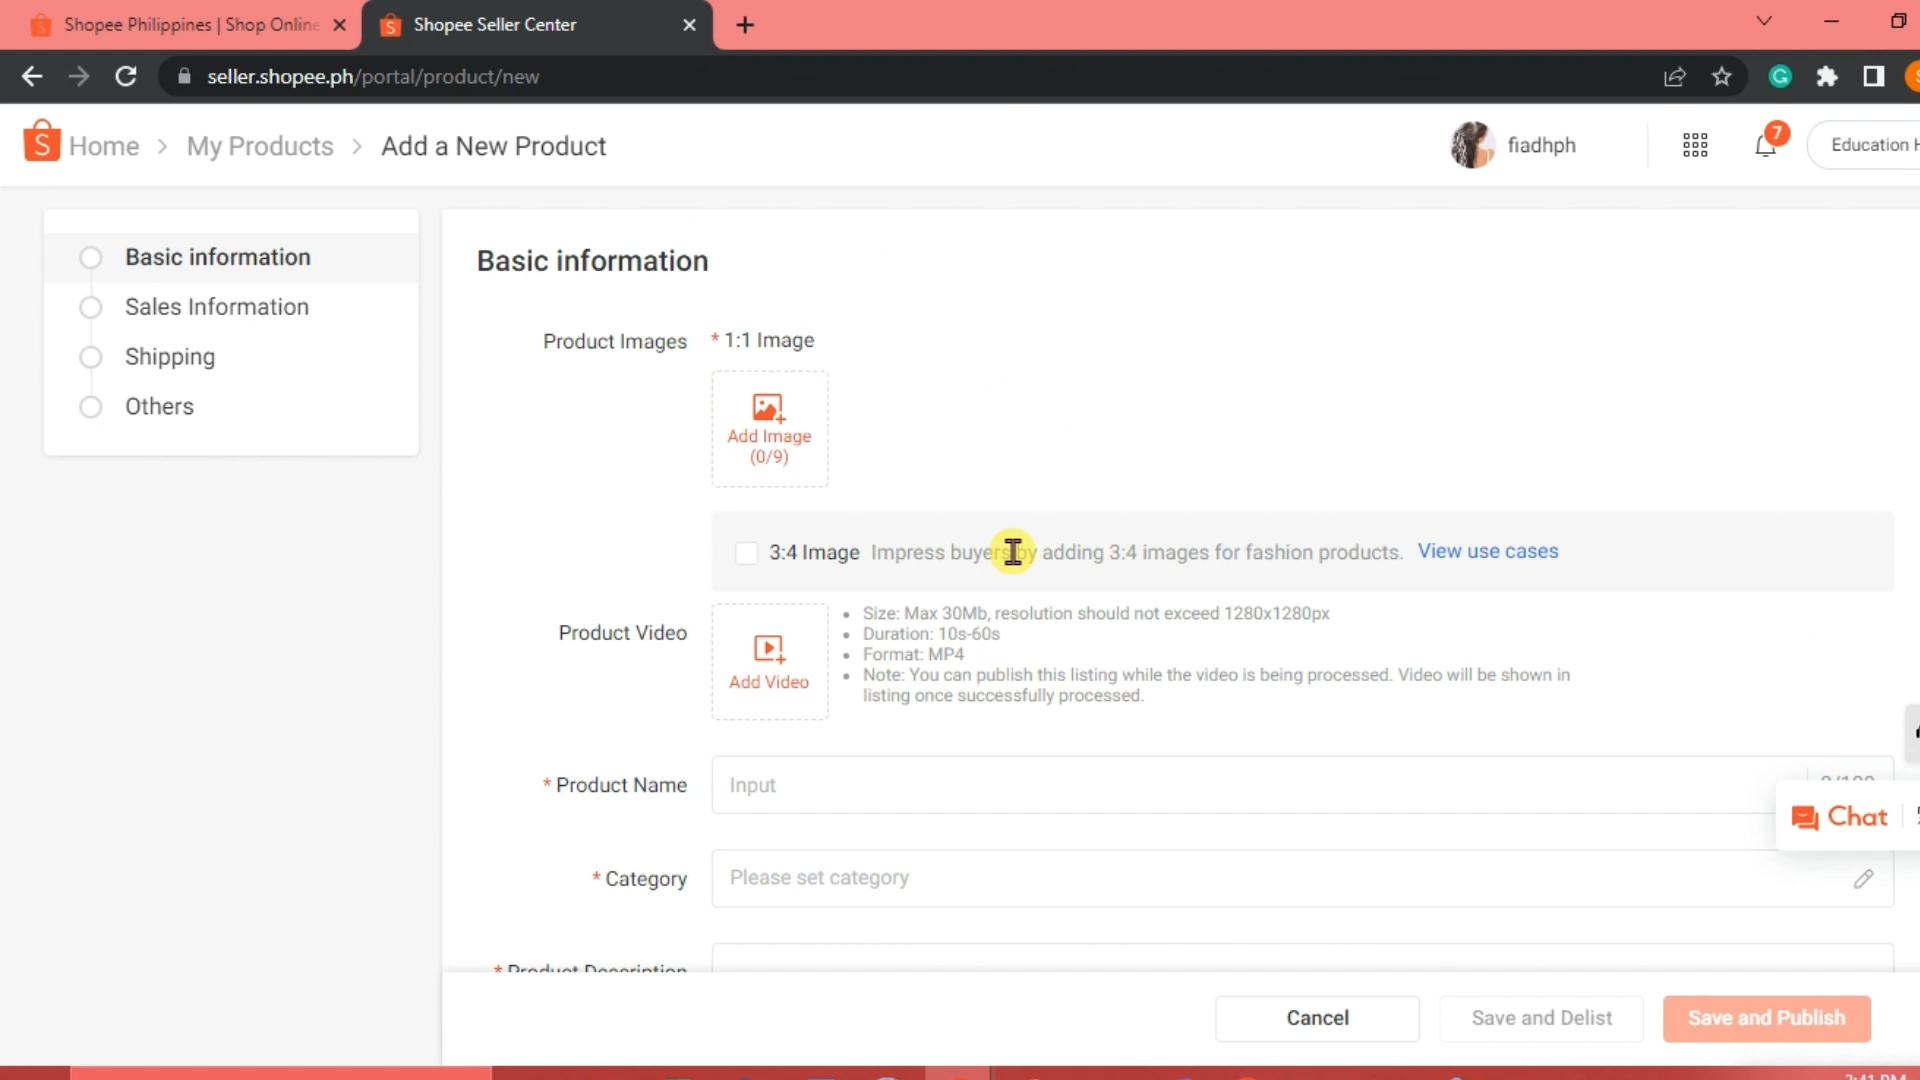 Shopee Philippines | Shop Online
Shopee Seller Center
seller.shopee.ph/portal/product/new
Home > My Products > Add a New Product
fiadhph
7
Education H
Basic information
Sales Information
Shipping
Others
Basic information
Product Images
* 1:1 Image
Add Image
(0/9)
3:4 Image Impress buyers by adding 3:4 images for fashion products. View use cases
Product Video
Add Video
• Size: Max 30Mb, resolution should not exceed 1280x1280px
• Duration: 10s-60s
• Format: MP4
• Note: You can publish this listing while the video is being processed. Video will be shown in
listing once successfully processed.
* Product Name
Input
Chat
* Category
Please set category
* Product Description
Cancel
Save and Delist
Save and Publish